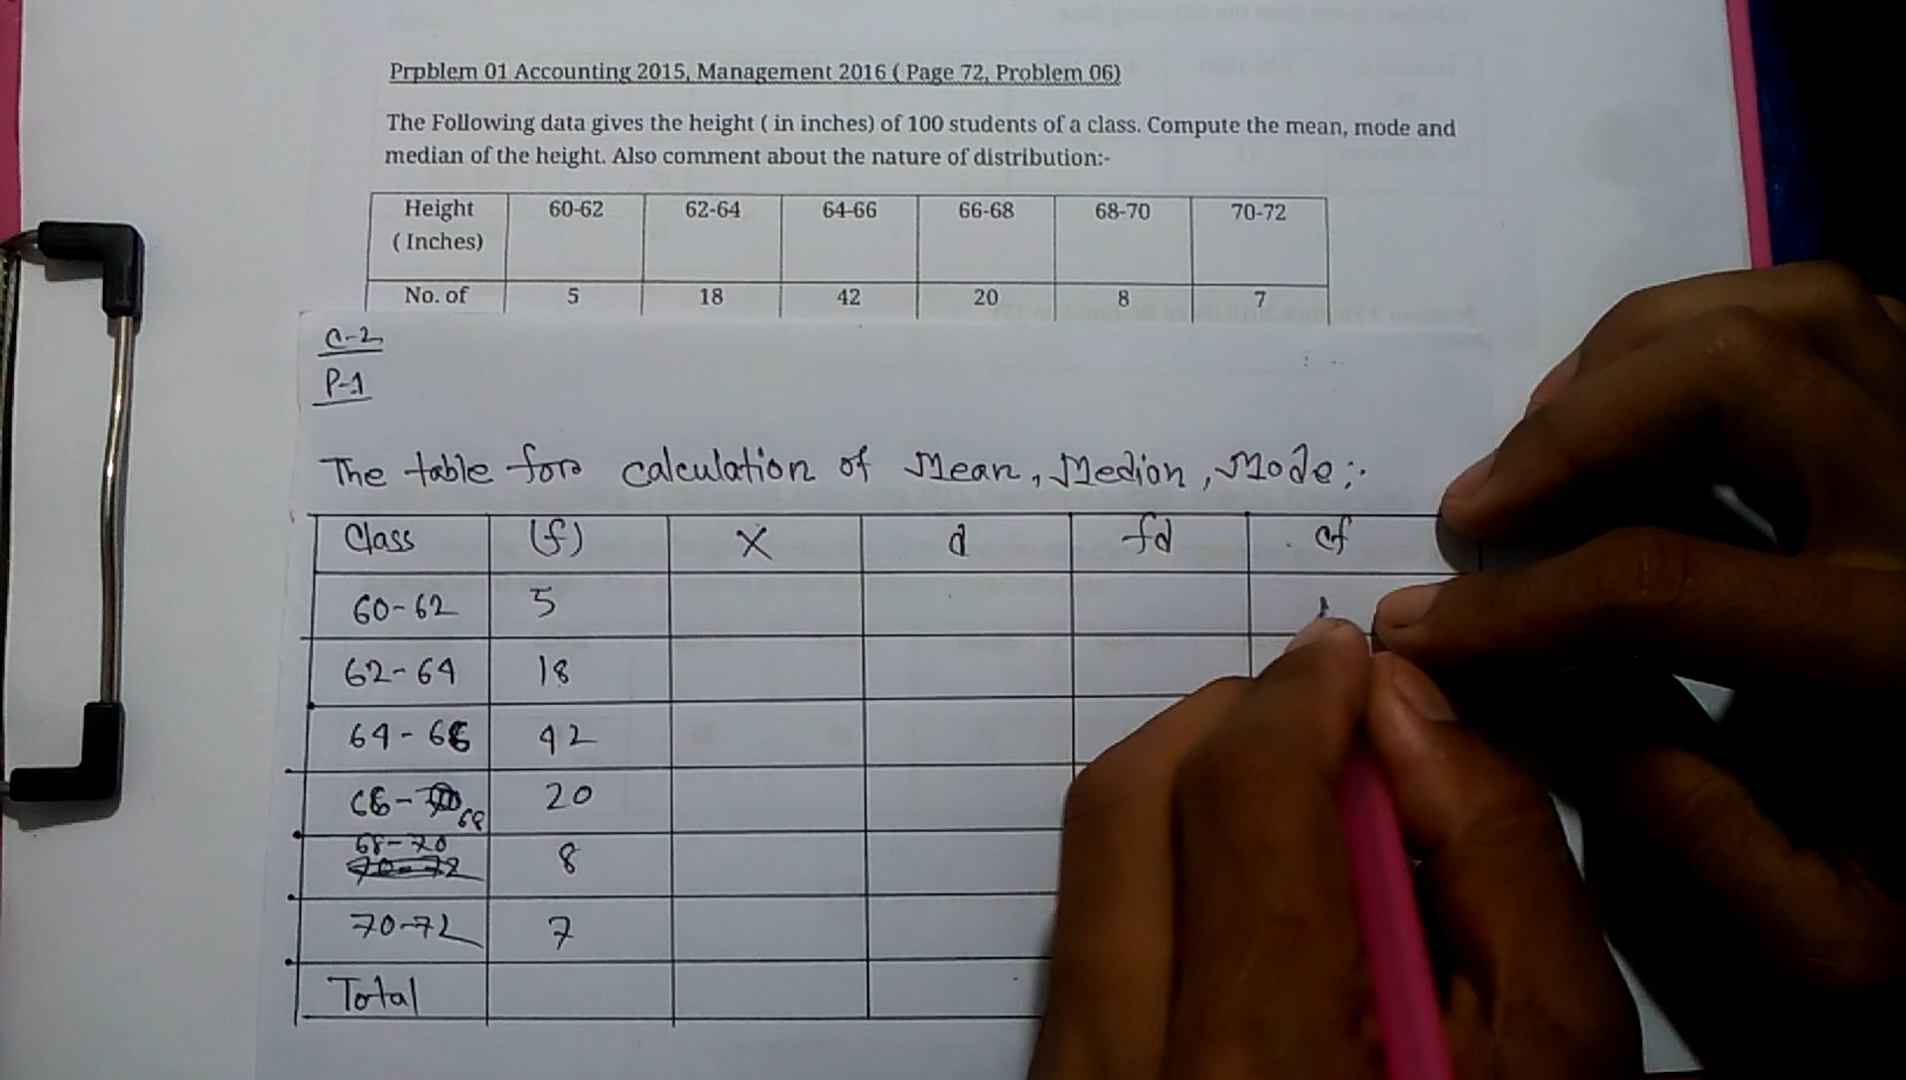 Prpblem 01 Accounting 2015, Management 2016 ( Page 72, Problem 06)
The Following data gives the height ( in inches) of 100 students of a class. Compute the mean, mode and
median of the height. Also comment about the nature of distribution:-
Height 60-62 62-64 64-66 66-68 68-70 70-72
( Inches)
No. of 5 18 42 20 8 7
C-2
P-1
The table for calculation of Mean, Median, Mode:-
Class (f) X d fd cf
60-62 5
62-64 18
64-66 42
66- 68 20
68-70 8
70-72
70-72 7
Total